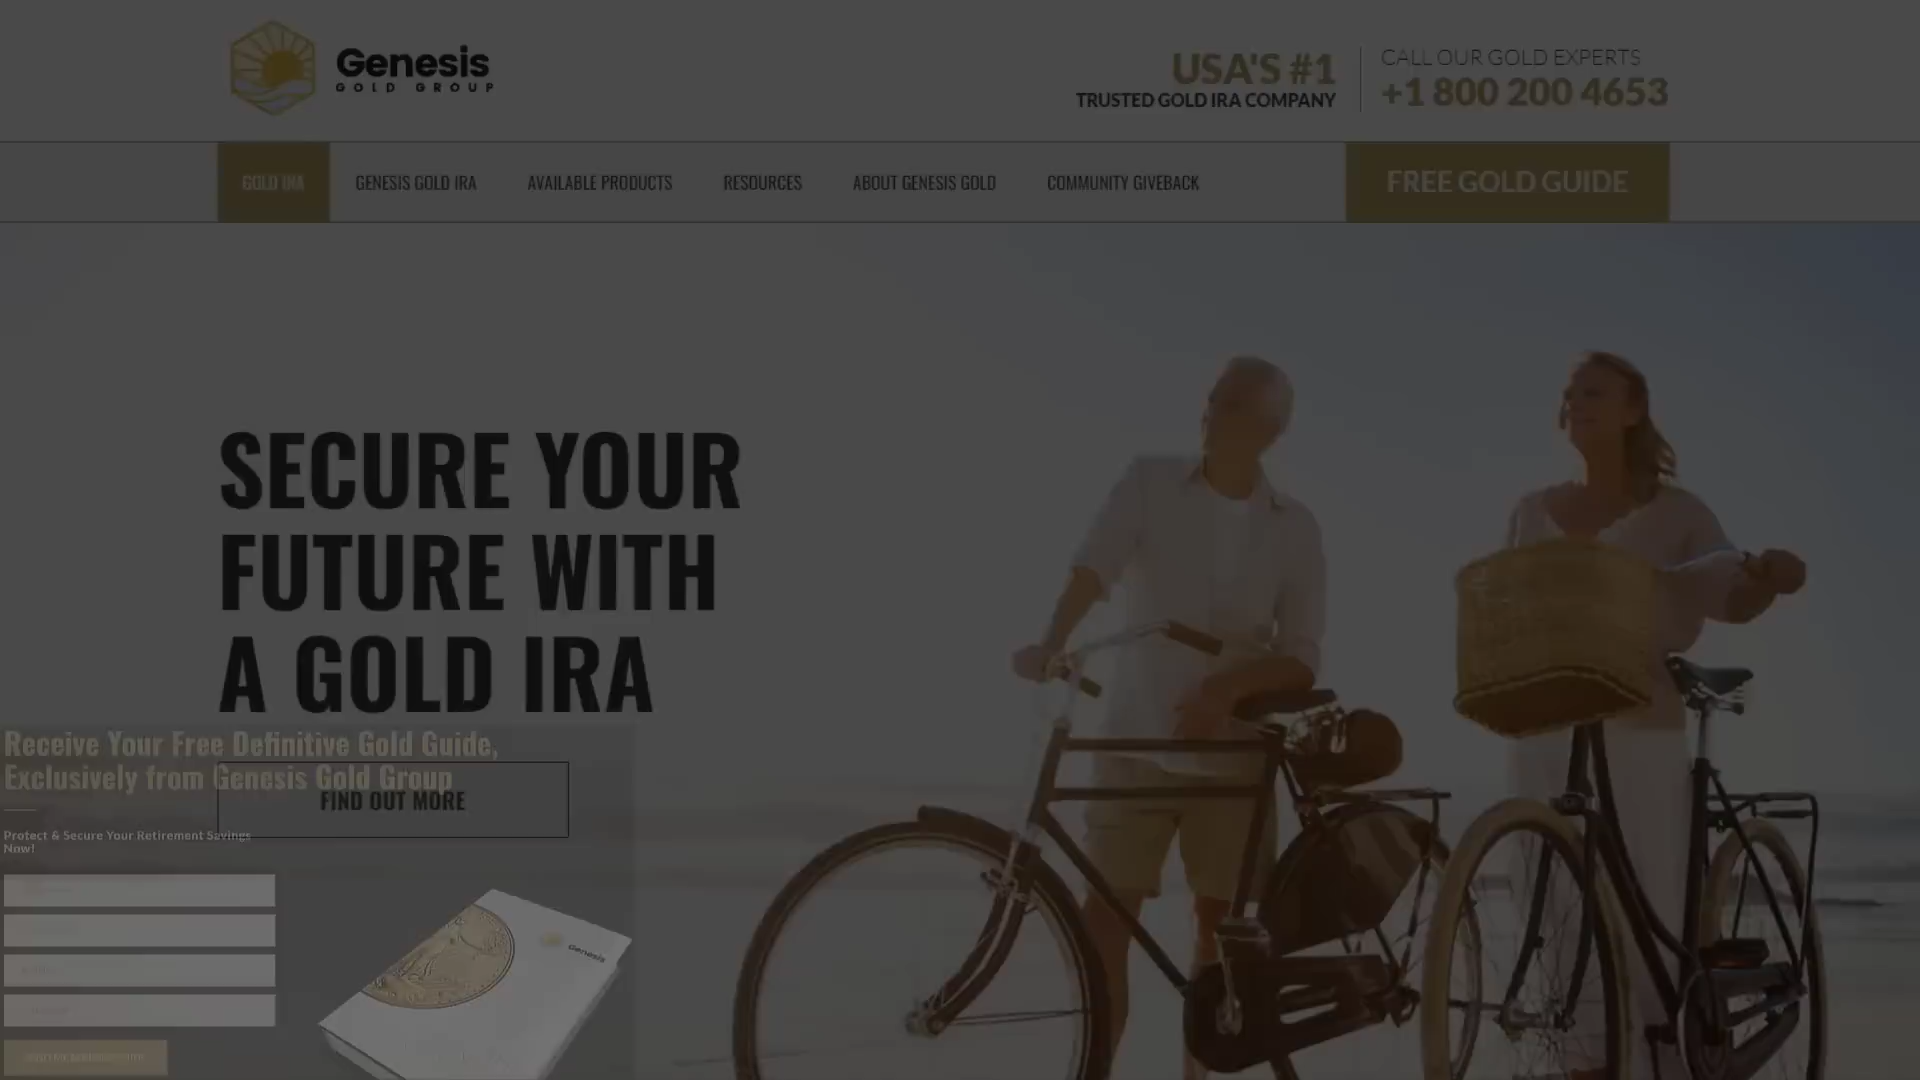 Genesis
GOLD GROUP
USA'S #1
TRUSTED GOLD IRA COMPANY
CALL OUR GOLD EXPERTS
+1 800 200 4653
GOLD IRA
GENESIS GOLD IRA
AVAILABLE PRODUCTS
RESOURCES
ABOUT GENESIS GOLD
COMMUNITY GIVEBACK
FREE GOLD GUIDE
SECURE YOUR
FUTURE WITH
A GOLD IRA
FIND OUT MORE
Receive Your Free Definitive Gold Guide,
Exclusively from Genesis Gold Group
Protect & Secure Your Retirement Savings
Now!
Genesis